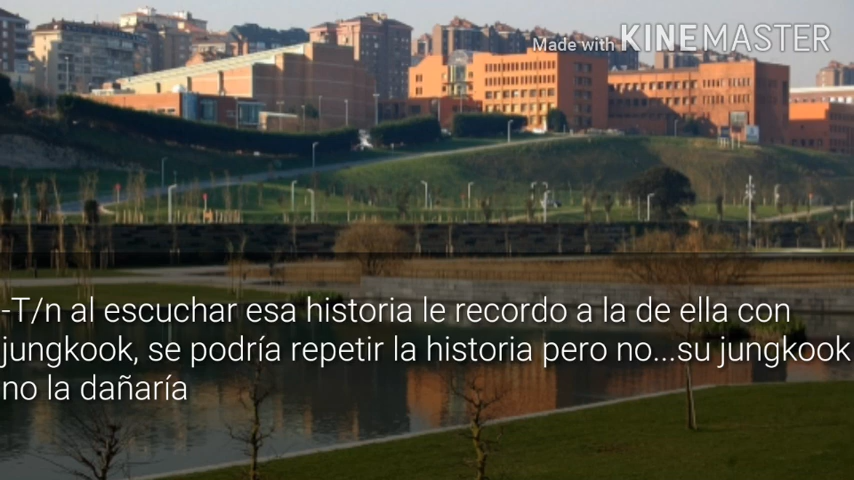 Made with KINEMASTER
-T/n al escuchar esa historia le recordo a la de ella con
jungkook, se podría repetir la historia pero no...su jungkook
no la dañaría